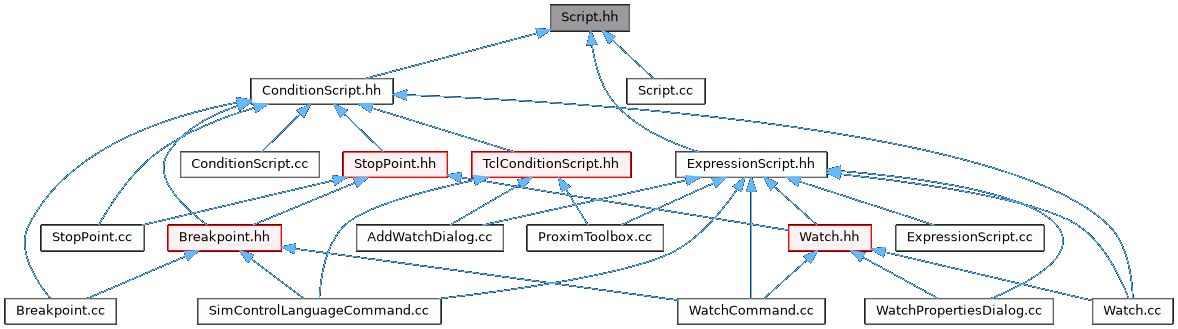 Script.hh
ConditionScript.hh
Script.cc
ConditionScript.cc
StopPoint.hh
TclConditionScript.hh
ExpressionScript.hh
StopPoint.cc
Breakpoint.hh
AddWatchDialog.cc
ProximToolbox.cc
Watch.hh
ExpressionScript.cc
Breakpoint.cc
SimControlLanguageCommand.cc
WatchCommand.cc
WatchPropertiesDialog.cc
Watch.cc